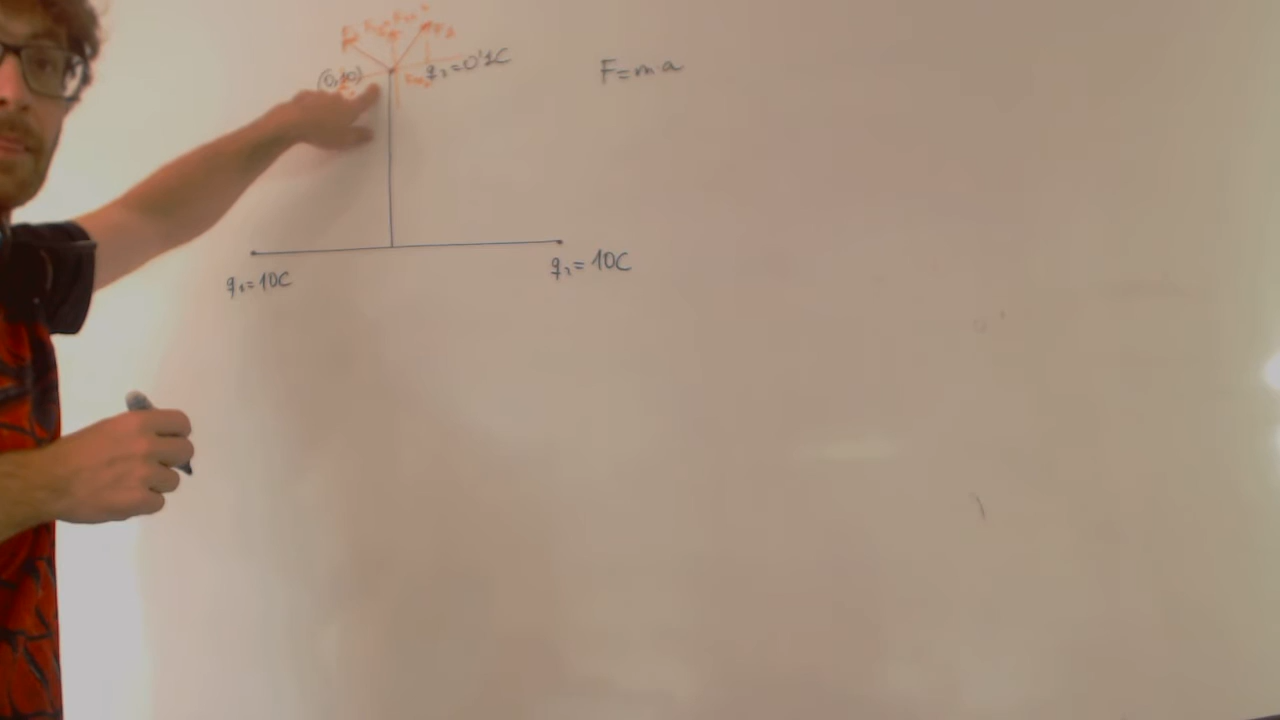 (0,10)
q₃=0'1C
F=ma
q₁=10C
q₂=10C